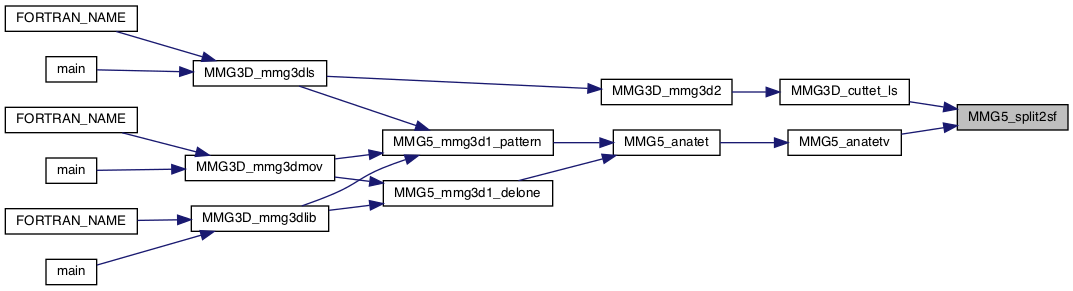 FORTRAN_NAME
main
MMG3D_mmg3dls
MMG3D_mmg3d2
MMG3D_cuttet_ls
MMG5_split2sf
FORTRAN_NAME
MMG5_mmg3d1_pattern
MMG5_anatet
MMG5_anatetv
main
MMG3D_mmg3dmov
MMG5_mmg3d1_delone
FORTRAN_NAME
MMG3D_mmg3dlib
main